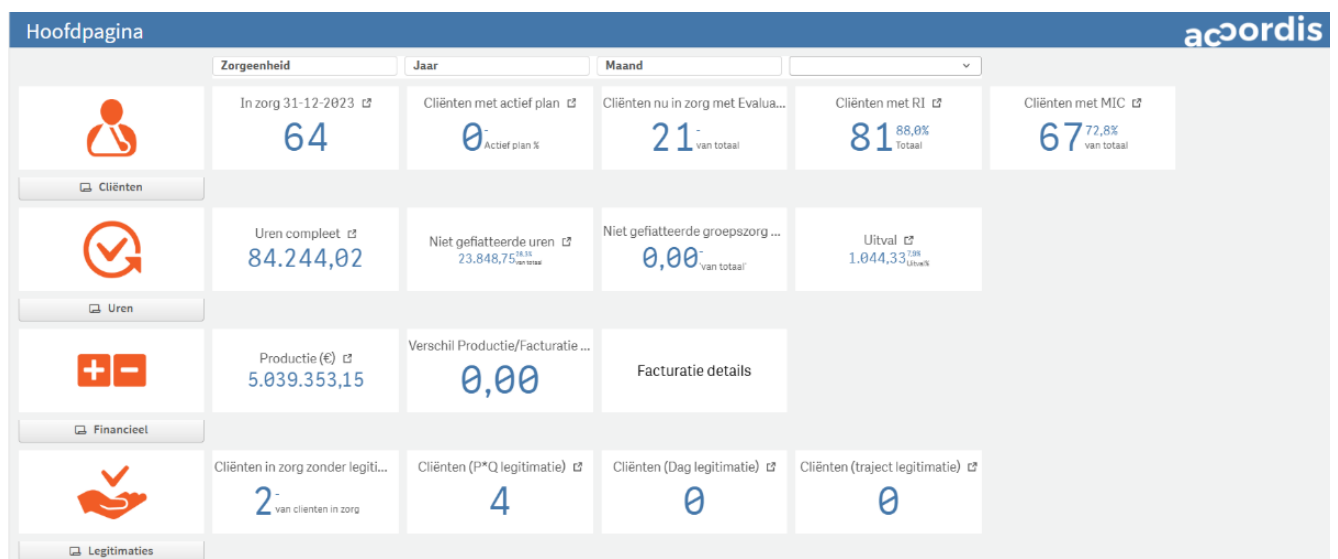 Hoofdpagina
accordis
Zorgeenheid
Jaar
Maand
In zorg 31-12-2023
64
Cliënten met actief plan
0
-
Actief plan %
Cliënten nu in zorg met Evalua...
21
-
van totaal
Cliënten met RI
81
88,0%
Totaal
Cliënten met MIC
67
72,8%
van totaal
Cliënten
Uren compleet
84.244,02
Niet gefiatteerde uren
23.848,75
28,3%
van totaal
Niet gefiatteerde groepszorg ...
0,00
-
van totaal
Uitval
1.044,33
7,9%
Uitval%
Uren
Productie (€)
5.039.353,15
Verschil Productie/Facturatie ...
0,00
Facturatie details
Financieel
Cliënten in zorg zonder legiti...
2
-
van clienten in zorg
Cliënten (P*Q legitimatie)
4
Cliënten (Dag legitimatie)
0
Cliënten (traject legitimatie)
0
Legitimaties